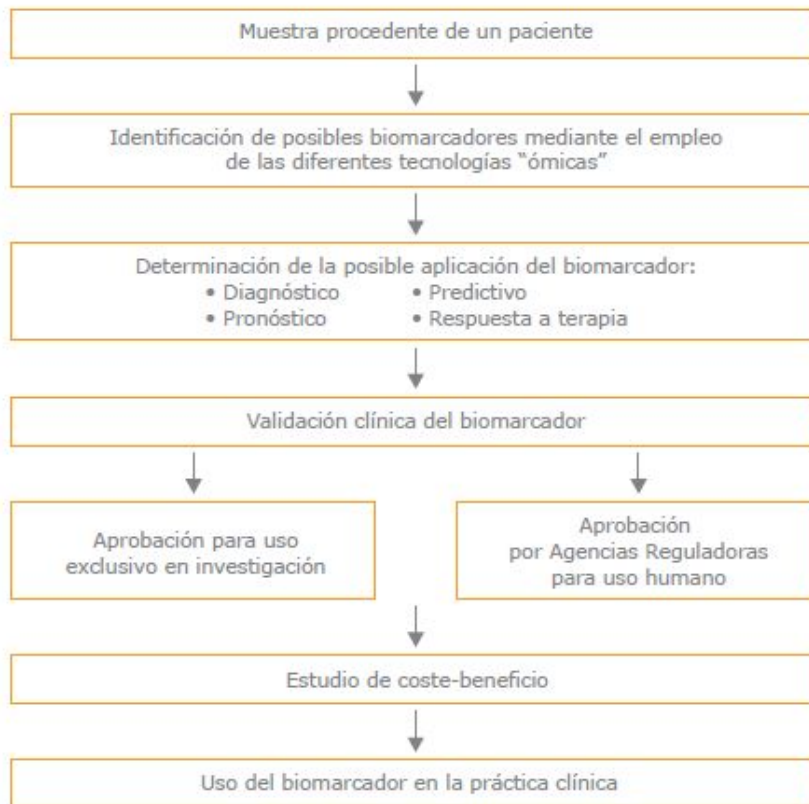 Muestra procedente de un paciente
Identificación de posibles biomarcadores mediante el empleo
de las diferentes tecnologías “ómicas”
Determinación de la posible aplicación del biomarcador:
• Diagnóstico • Predictivo
• Pronóstico • Respuesta a terapia
Validación clínica del biomarcador
Aprobación para uso
exclusivo en investigación
Aprobación
por Agencias Reguladoras
para uso humano
Estudio de coste-beneficio
Uso del biomarcador en la práctica clínica